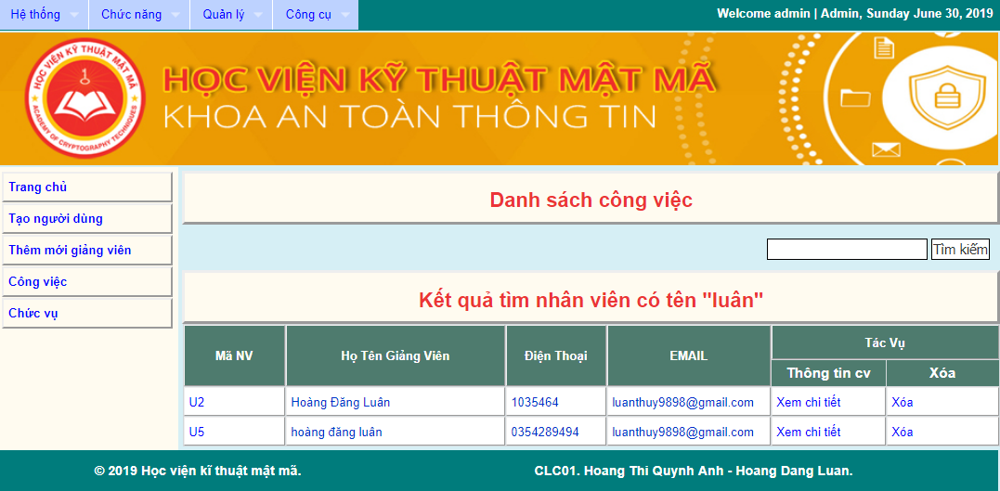 Hệ thống Chức năng Quản lý Công cụ Welcome admin | Admin, Sunday June 30, 2019
HỌC VIỆN KỸ THUẬT MẬT MÃ
ACADEMY OF CRYPTOGRAPHY TECHNIQUES
HỌC VIỆN KỸ THUẬT MẬT MÃ
KHOA AN TOÀN THÔNG TIN
Trang chủ
Tạo người dùng
Thêm mới giảng viên
Công việc
Chức vụ
Danh sách công việc
Tìm kiếm
Kết quả tìm nhân viên có tên "luân"
Mã NV Họ Tên Giảng Viên Điện Thoại EMAIL Tác Vụ
Thông tin cv Xóa
U2 Hoàng Đăng Luân 1035464 luanthuy9898@gmail.com Xem chi tiết Xóa
U5 hoàng đăng luân 0354289494 luanthuy9898@gmail.com Xem chi tiết Xóa
© 2019 Học viện kĩ thuật mật mã. CLC01. Hoang Thi Quynh Anh - Hoang Dang Luan.